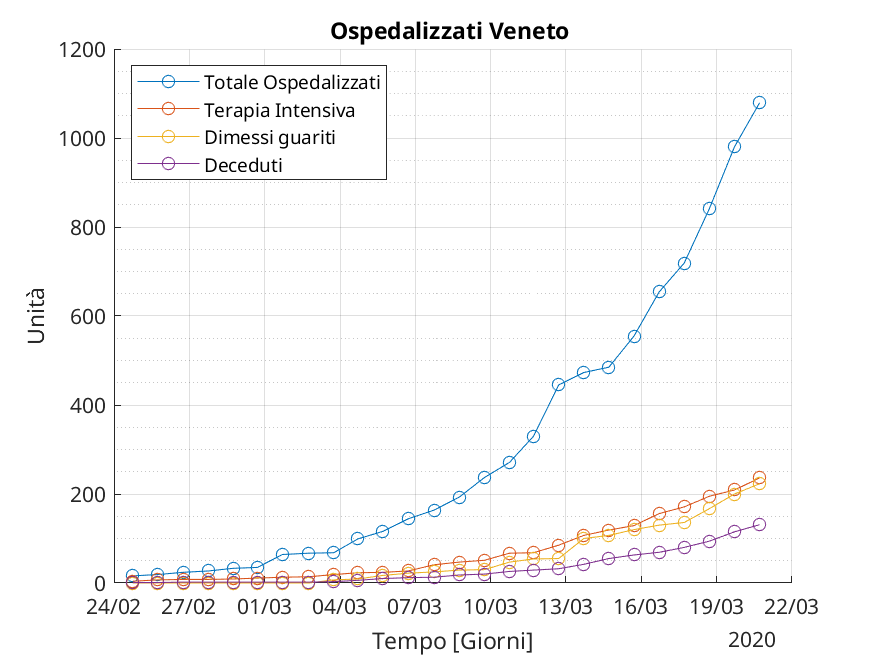 Ospedalizzati Veneto
1200
1000
800
600
400
200
0
Unità
Totale Ospedalizzati
Terapia Intensiva
Dimessi guariti
Deceduti
24/02 27/02 01/03 04/03 07/03 10/03 13/03 16/03 19/03 22/03
Tempo [Giorni]
2020